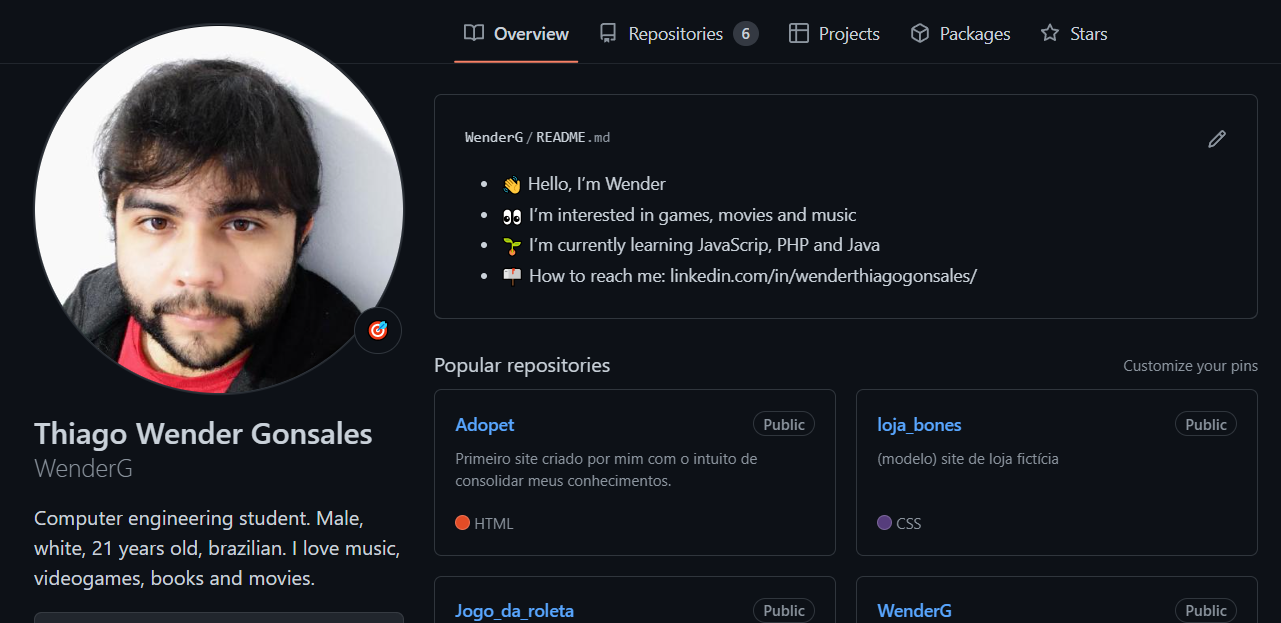 Overview
Repositories 6
Projects
Packages
Stars
WenderG/README.md
👋 Hello, I'm Wender
👀 I'm interested in games, movies and music
🌱 I'm currently learning JavaScrip, PHP and Java
📫 How to reach me: linkedin.com/in/wenderthiagogonsales/
Thiago Wender Gonsales
WenderG
Computer engineering student. Male,
white, 21 years old, brazilian. I love music,
videogames, books and movies.
Popular repositories
Customize your pins
Adopet
Public
Primeiro site criado por mim com o intuito de
consolidar meus conhecimentos.
HTML
loja_bones
Public
(modelo) site de loja fictícia
CSS
Jogo_da_roleta
Public
WenderG
Public